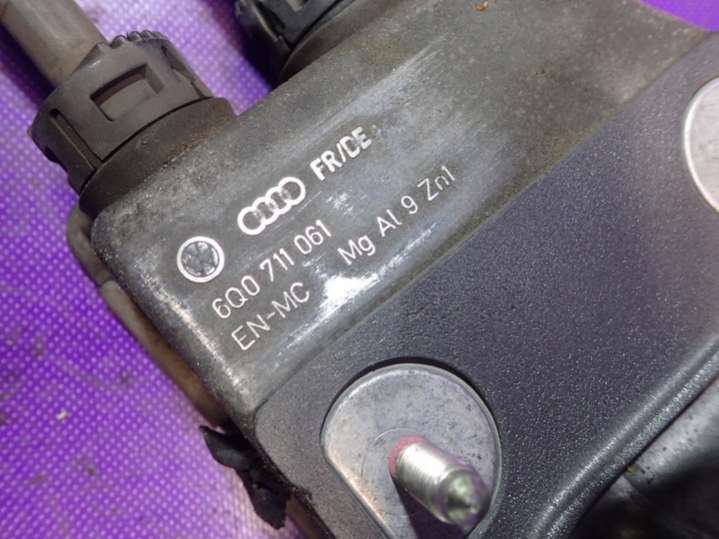 FR/DE
6Q0 711 061
EN-MC Mg Al 9 Zn1